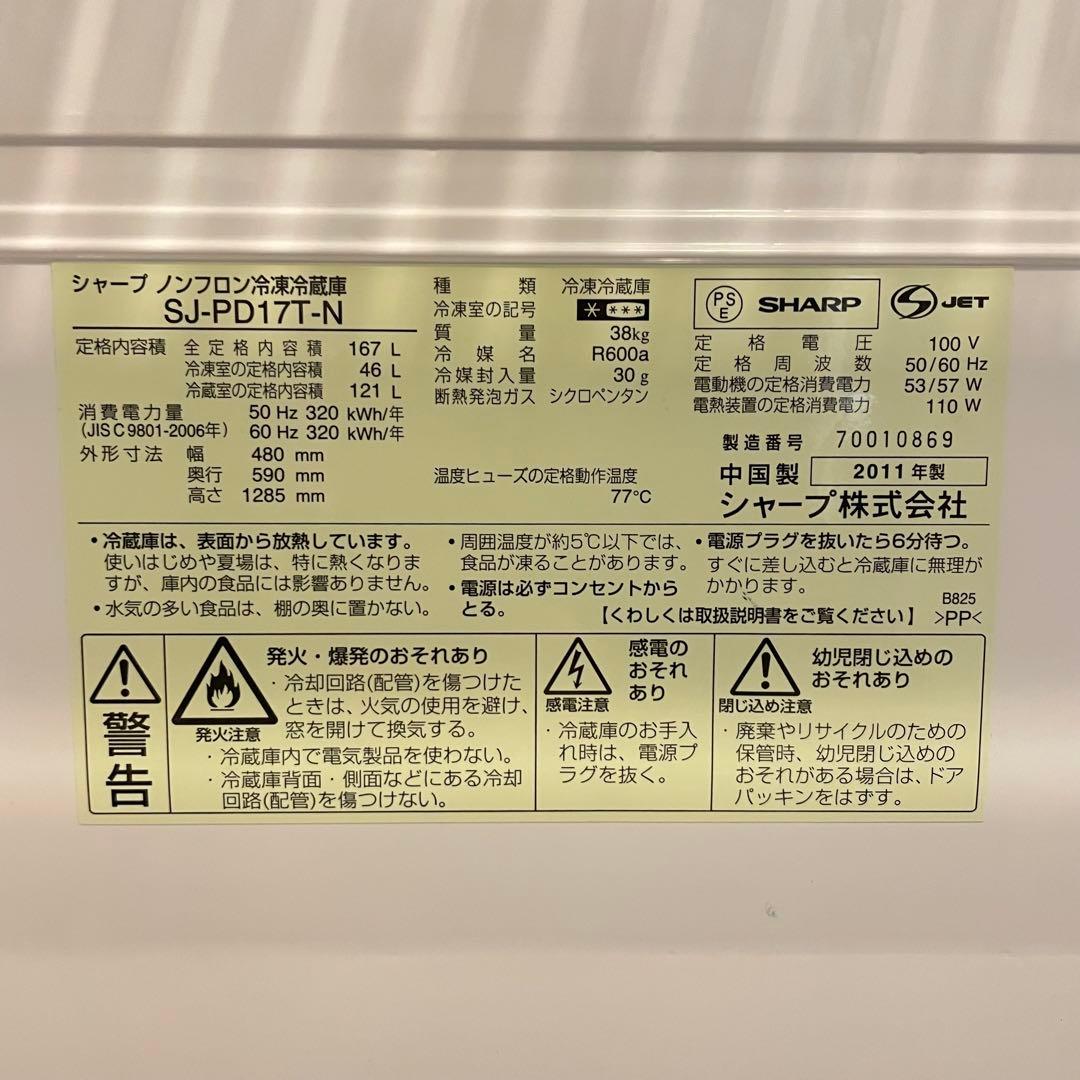 シャープ ノンフロン冷凍冷蔵庫
SJ-PD17T-N
定格内容積 全定格内容積 167 L
冷凍室の定格内容積 46 L
冷蔵室の定格内容積 121 L
消費電力量 50 Hz 320 kWh/年
(JIS C 9801-2006年) 60 Hz 320 kWh/年
外形寸法 幅 480 mm
奥行 590 mm
高さ 1285 mm
種類 冷凍冷蔵庫
冷凍室の記号 * ***
質量 38kg
冷媒名 R600a
冷媒封入量 30 g
断熱発泡ガス シクロペンタン
温度ヒューズの定格動作温度
77℃
PS
E
SHARP
S JET
定格電圧 100 V
定格周波数 50/60 Hz
電動機の定格消費電力 53/57 W
電熱装置の定格消費電力 110 W
製造番号 70010869
中国製 2011 年製
シャープ株式会社
・冷蔵庫は、表面から放熱しています。
使いはじめや夏場は、特に熱くなりま
すが、庫内の食品には影響ありません。
・水気の多い食品は、棚の奥に置かない。
・周囲温度が約5℃以下では、
食品が凍ることがあります。
・電源は必ずコンセントから
とる。
・電源プラグを抜いたら6分待つ。
すぐに差し込むと冷蔵庫に無理が
かかります。
【くわしくは取扱説明書をご覧ください】
B825
>PP<
警告
発火注意
発火・爆発のおそれあり
・冷却回路(配管)を傷つけた
ときは、火気の使用を避け、
窓を開けて換気する。
・冷蔵庫内で電気製品を使わない。
・冷蔵庫背面・側面などにある冷却
回路(配管)を傷つけない。
感電注意
感電の
おそれ
あり
・冷蔵庫のお手入
れ時は、電源プ
ラグを抜く。
閉じ込め注意
幼児閉じ込めの
おそれあり
・廃棄やリサイクルのための
保管時、幼児閉じ込めの
おそれがある場合は、ドア
パッキンをはずす。